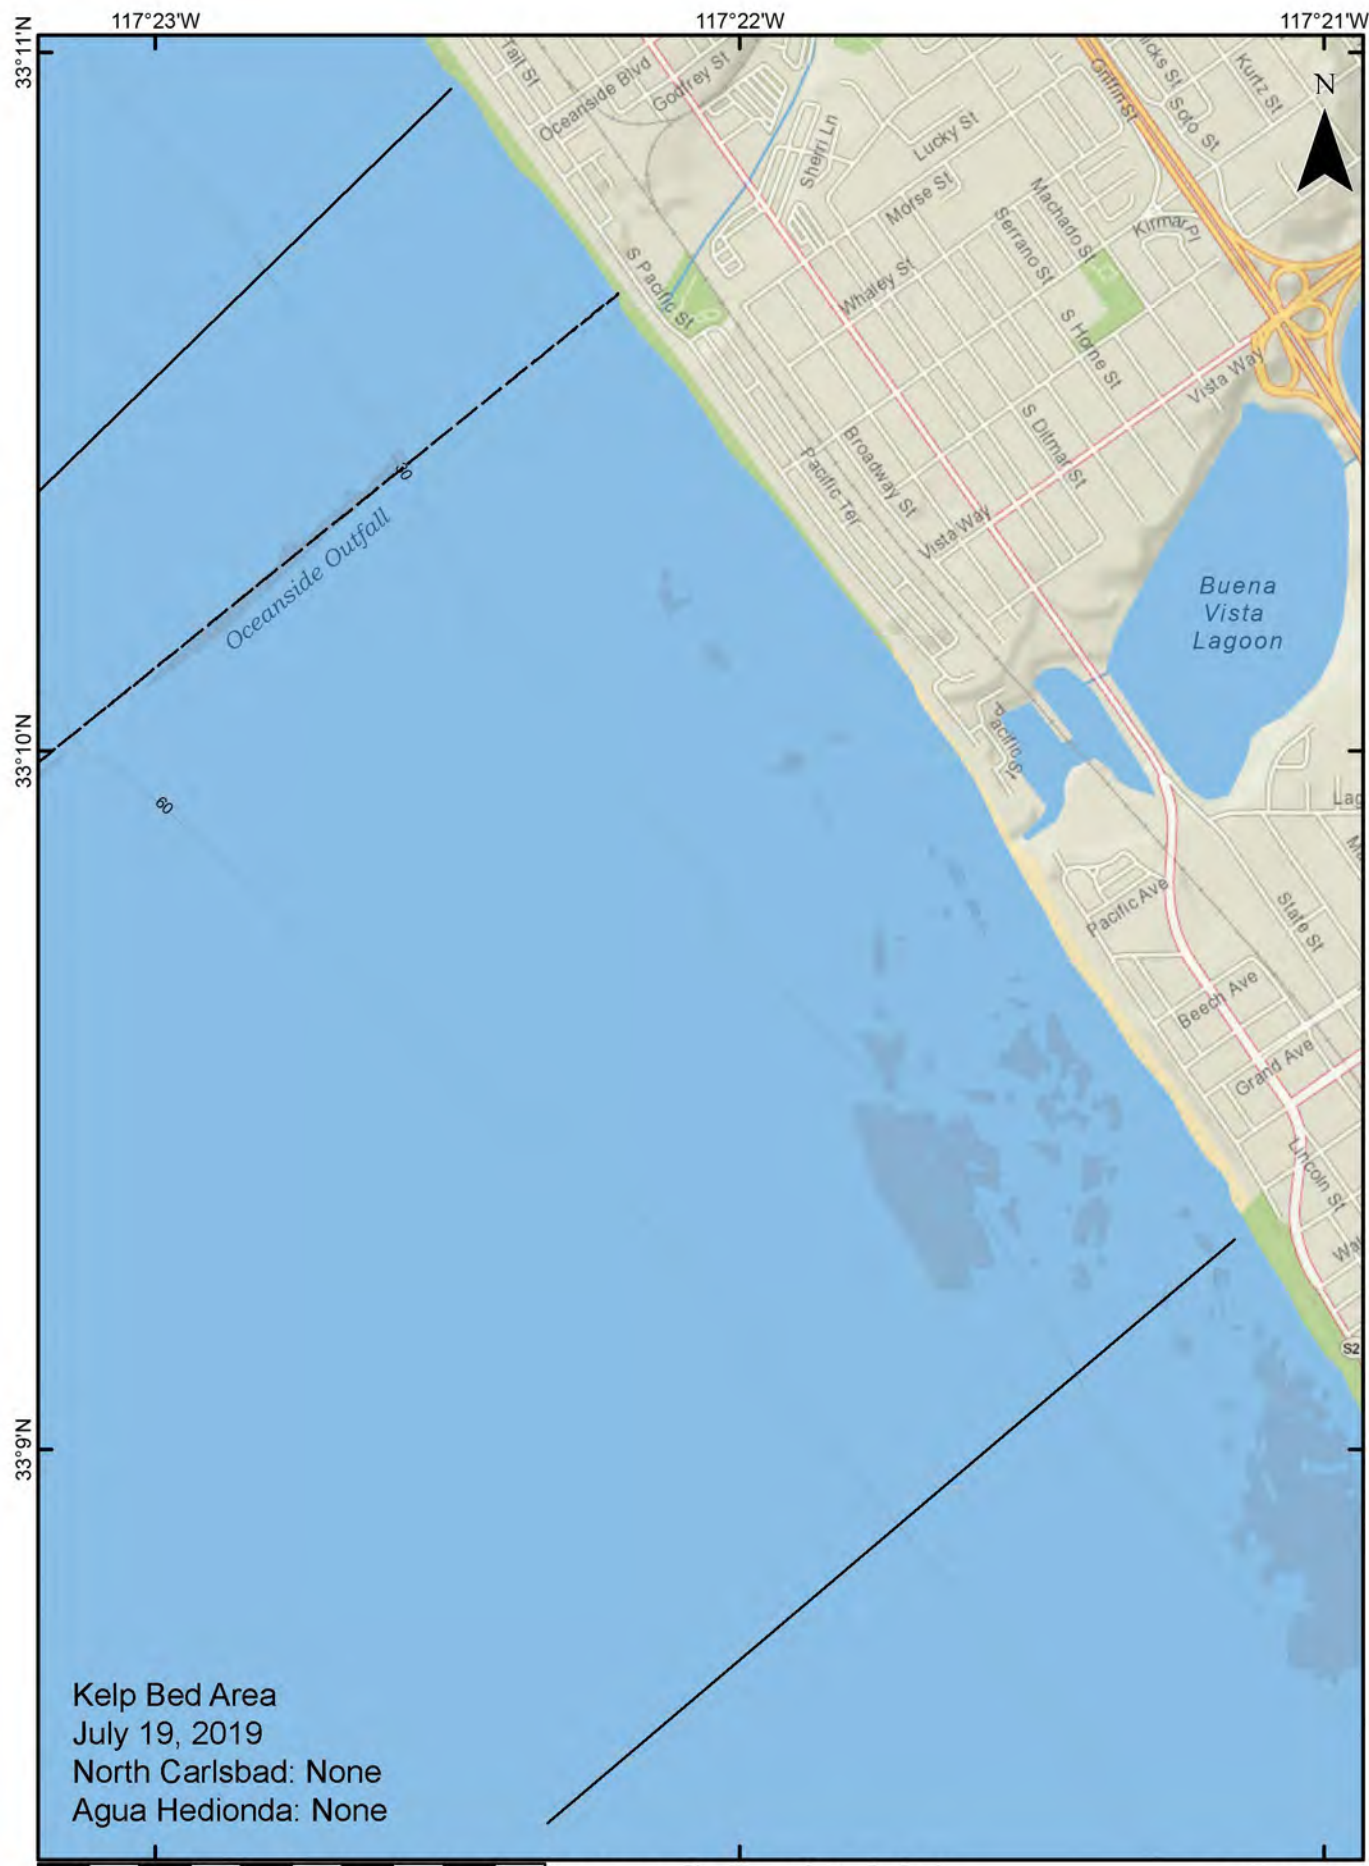 117°23'W
117°22'W
117°21'W
33°11'N
33°10'N
33°9'N
N
Tait St
Oceanside Blvd
Godfrey St
Griffin St
Soto St
Kurtz St
Sherri Ln
Lucky St
Morse St
Machado St
Serrano St
Kirmar Pl
S Pacific St
Whaley St
S Horne St
Vista Way
S Ditmar St
Broadway St
Pacific Ter
Vista Way
Oceanside Outfall
Buena
Vista
Lagoon
Pacific St
60
Lag
Pacific Ave
State St
Beech Ave
Grand Ave
Lincoln St
Wal
S2
Kelp Bed Area
July 19, 2019
North Carlsbad: None
Agua Hedionda: None